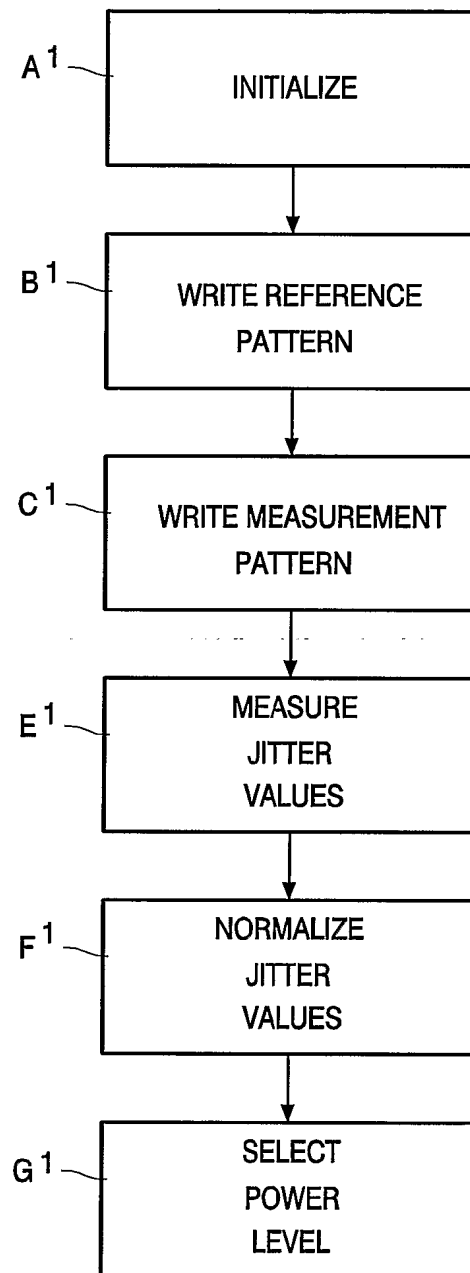 A1
INITIALIZE
B1
WRITE REFERENCE
PATTERN
C1
WRITE MEASUREMENT
PATTERN
E1
MEASURE
JITTER
VALUES
F1
NORMALIZE
JITTER
VALUES
G1
SELECT
POWER
LEVEL